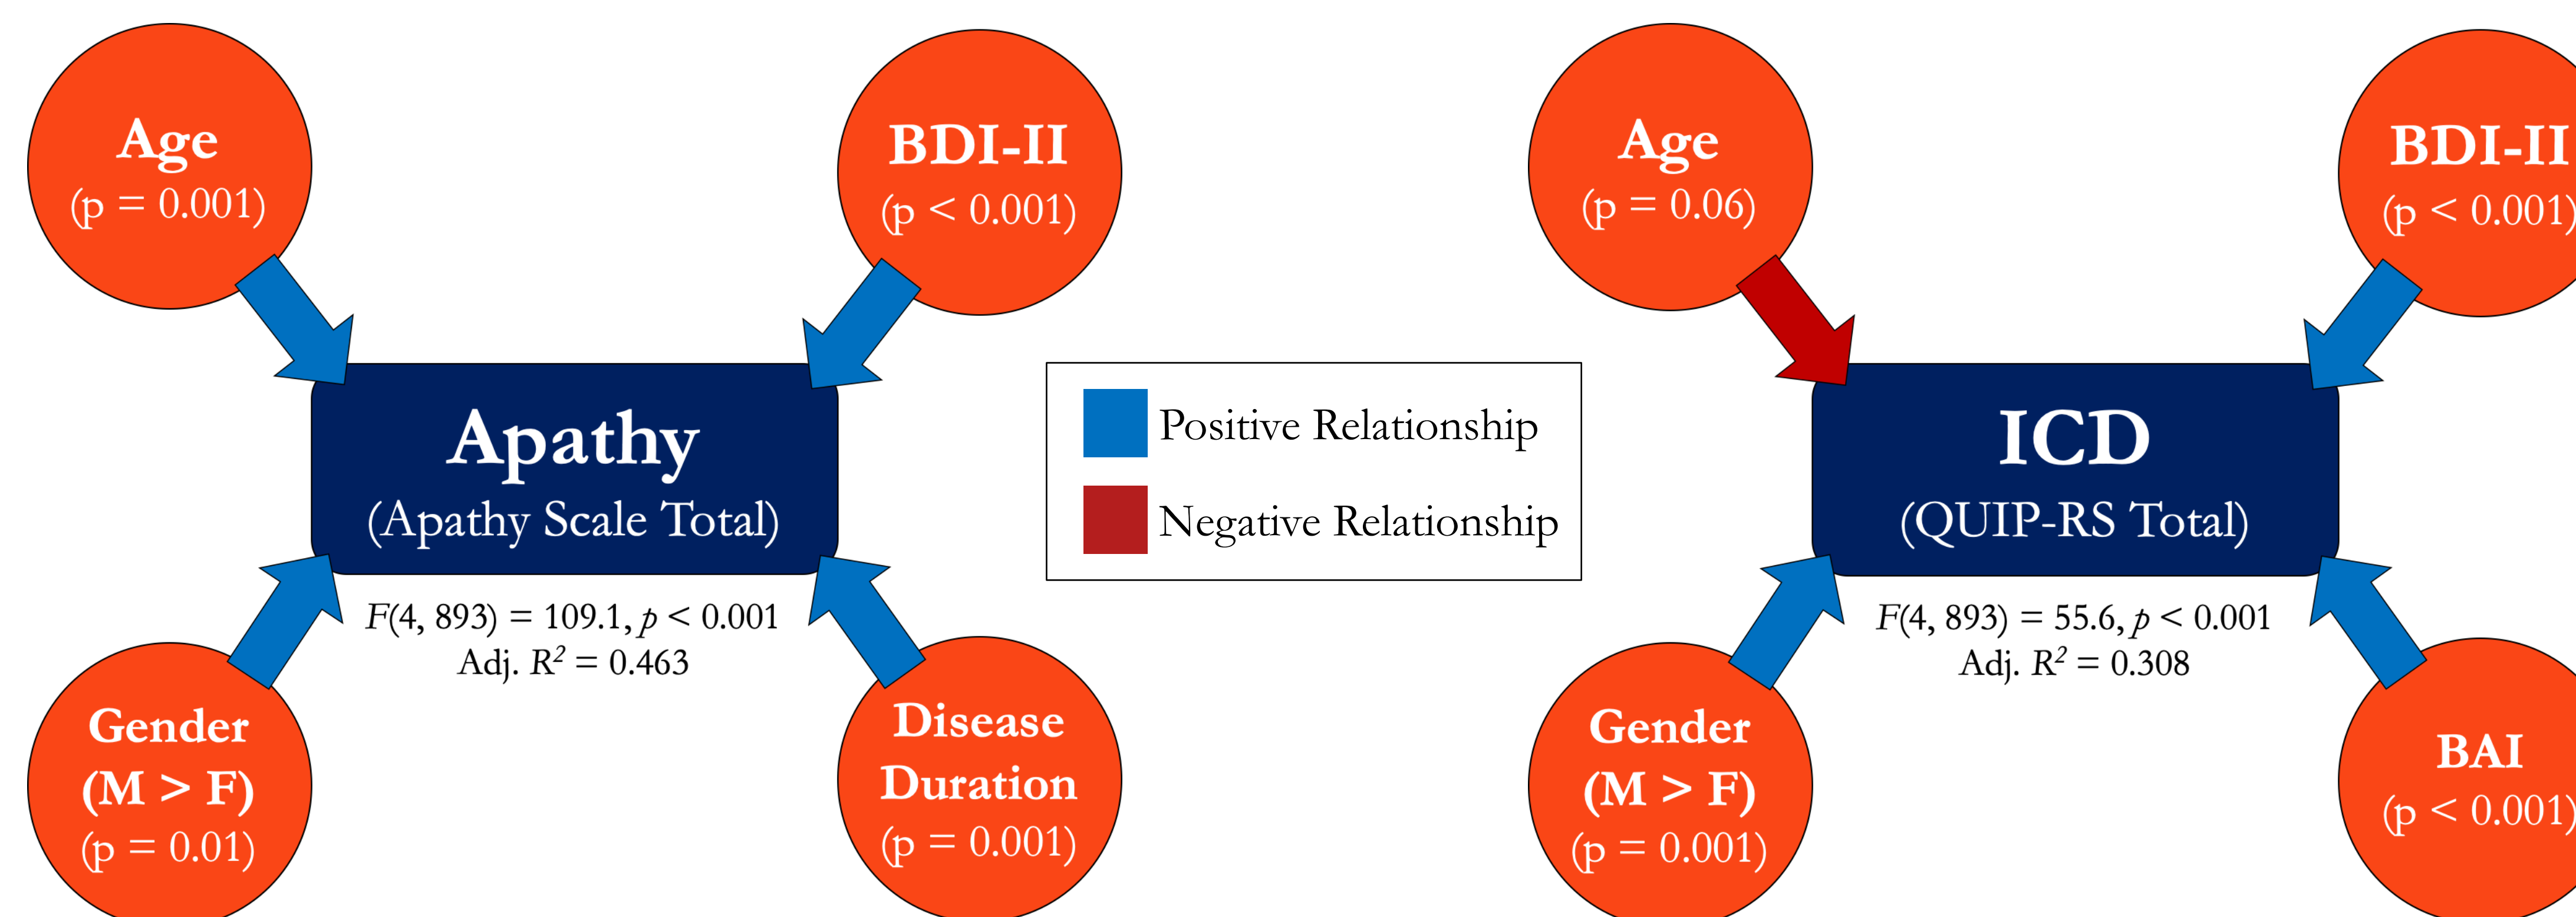 Age
(p = 0.001)
BDI-II
(p < 0.001)
Apathy
(Apathy Scale Total)
F(4, 893) = 109.1, p < 0.001
Adj. R² = 0.463
Gender
(M > F)
(p = 0.01)
Disease
Duration
(p = 0.001)
Positive Relationship
Negative Relationship
Age
(p = 0.06)
BDI-II
(p < 0.001)
ICD
(QUIP-RS Total)
F(4, 893) = 55.6, p < 0.001
Adj. R² = 0.308
Gender
(M > F)
(p = 0.001)
BAI
(p < 0.001)